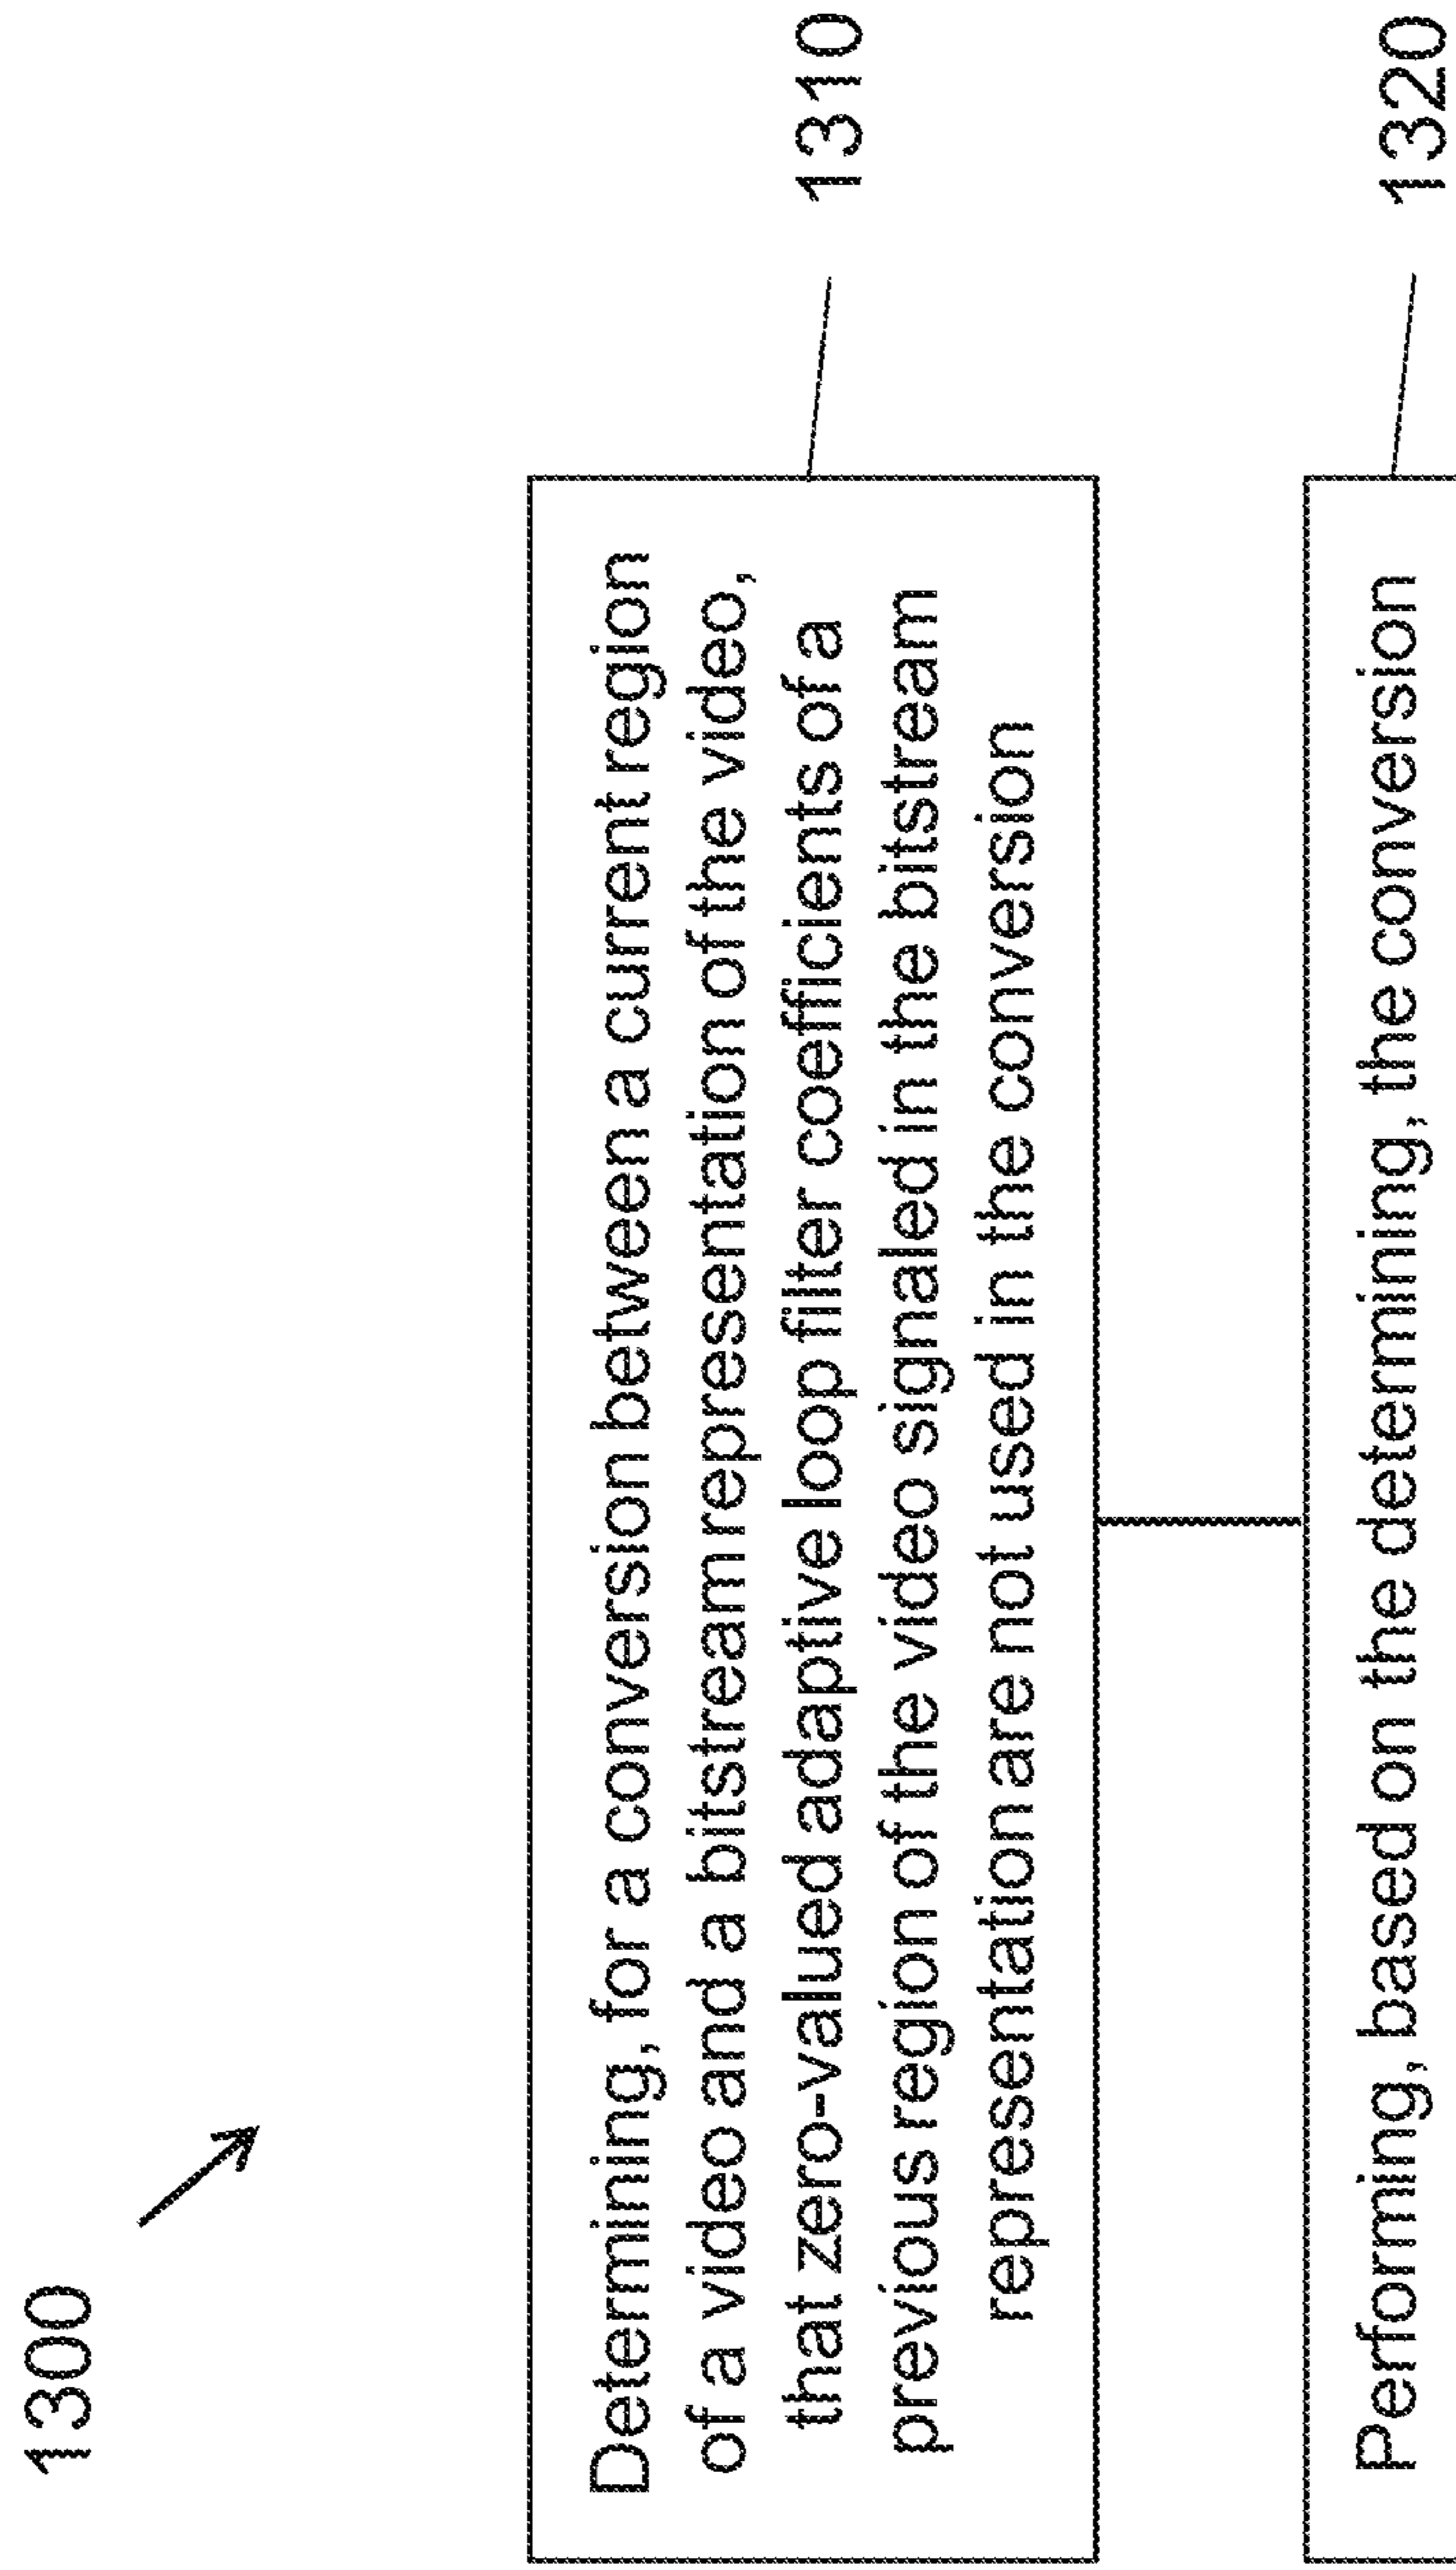 1300
Determining, for a conversion between a current region
of a video and a bitstream representation of the video,
that zero-valued adaptive loop filter coefficients of a
previous region of the video signaled in the bitstream
representation are not used in the conversion
1310
Performing, based on the determining, the conversion
1320